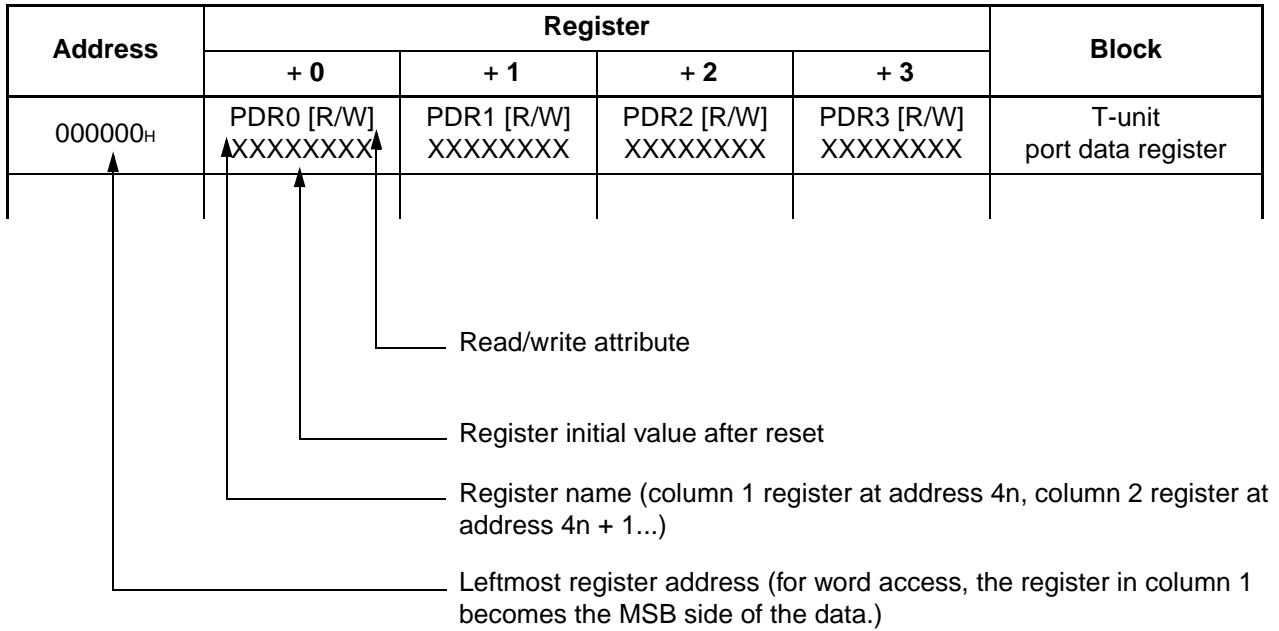 Address Register Block
+ 0 + 1 + 2 + 3
000000H PDR0 [R/W] PDR1 [R/W] PDR2 [R/W] PDR3 [R/W] T-unit
XXXXXXXX XXXXXXXX XXXXXXXX XXXXXXXX port data register
Read/write attribute
Register initial value after reset
Register name (column 1 register at address 4n, column 2 register at
address 4n + 1...)
Leftmost register address (for word access, the register in column 1
becomes the MSB side of the data.)